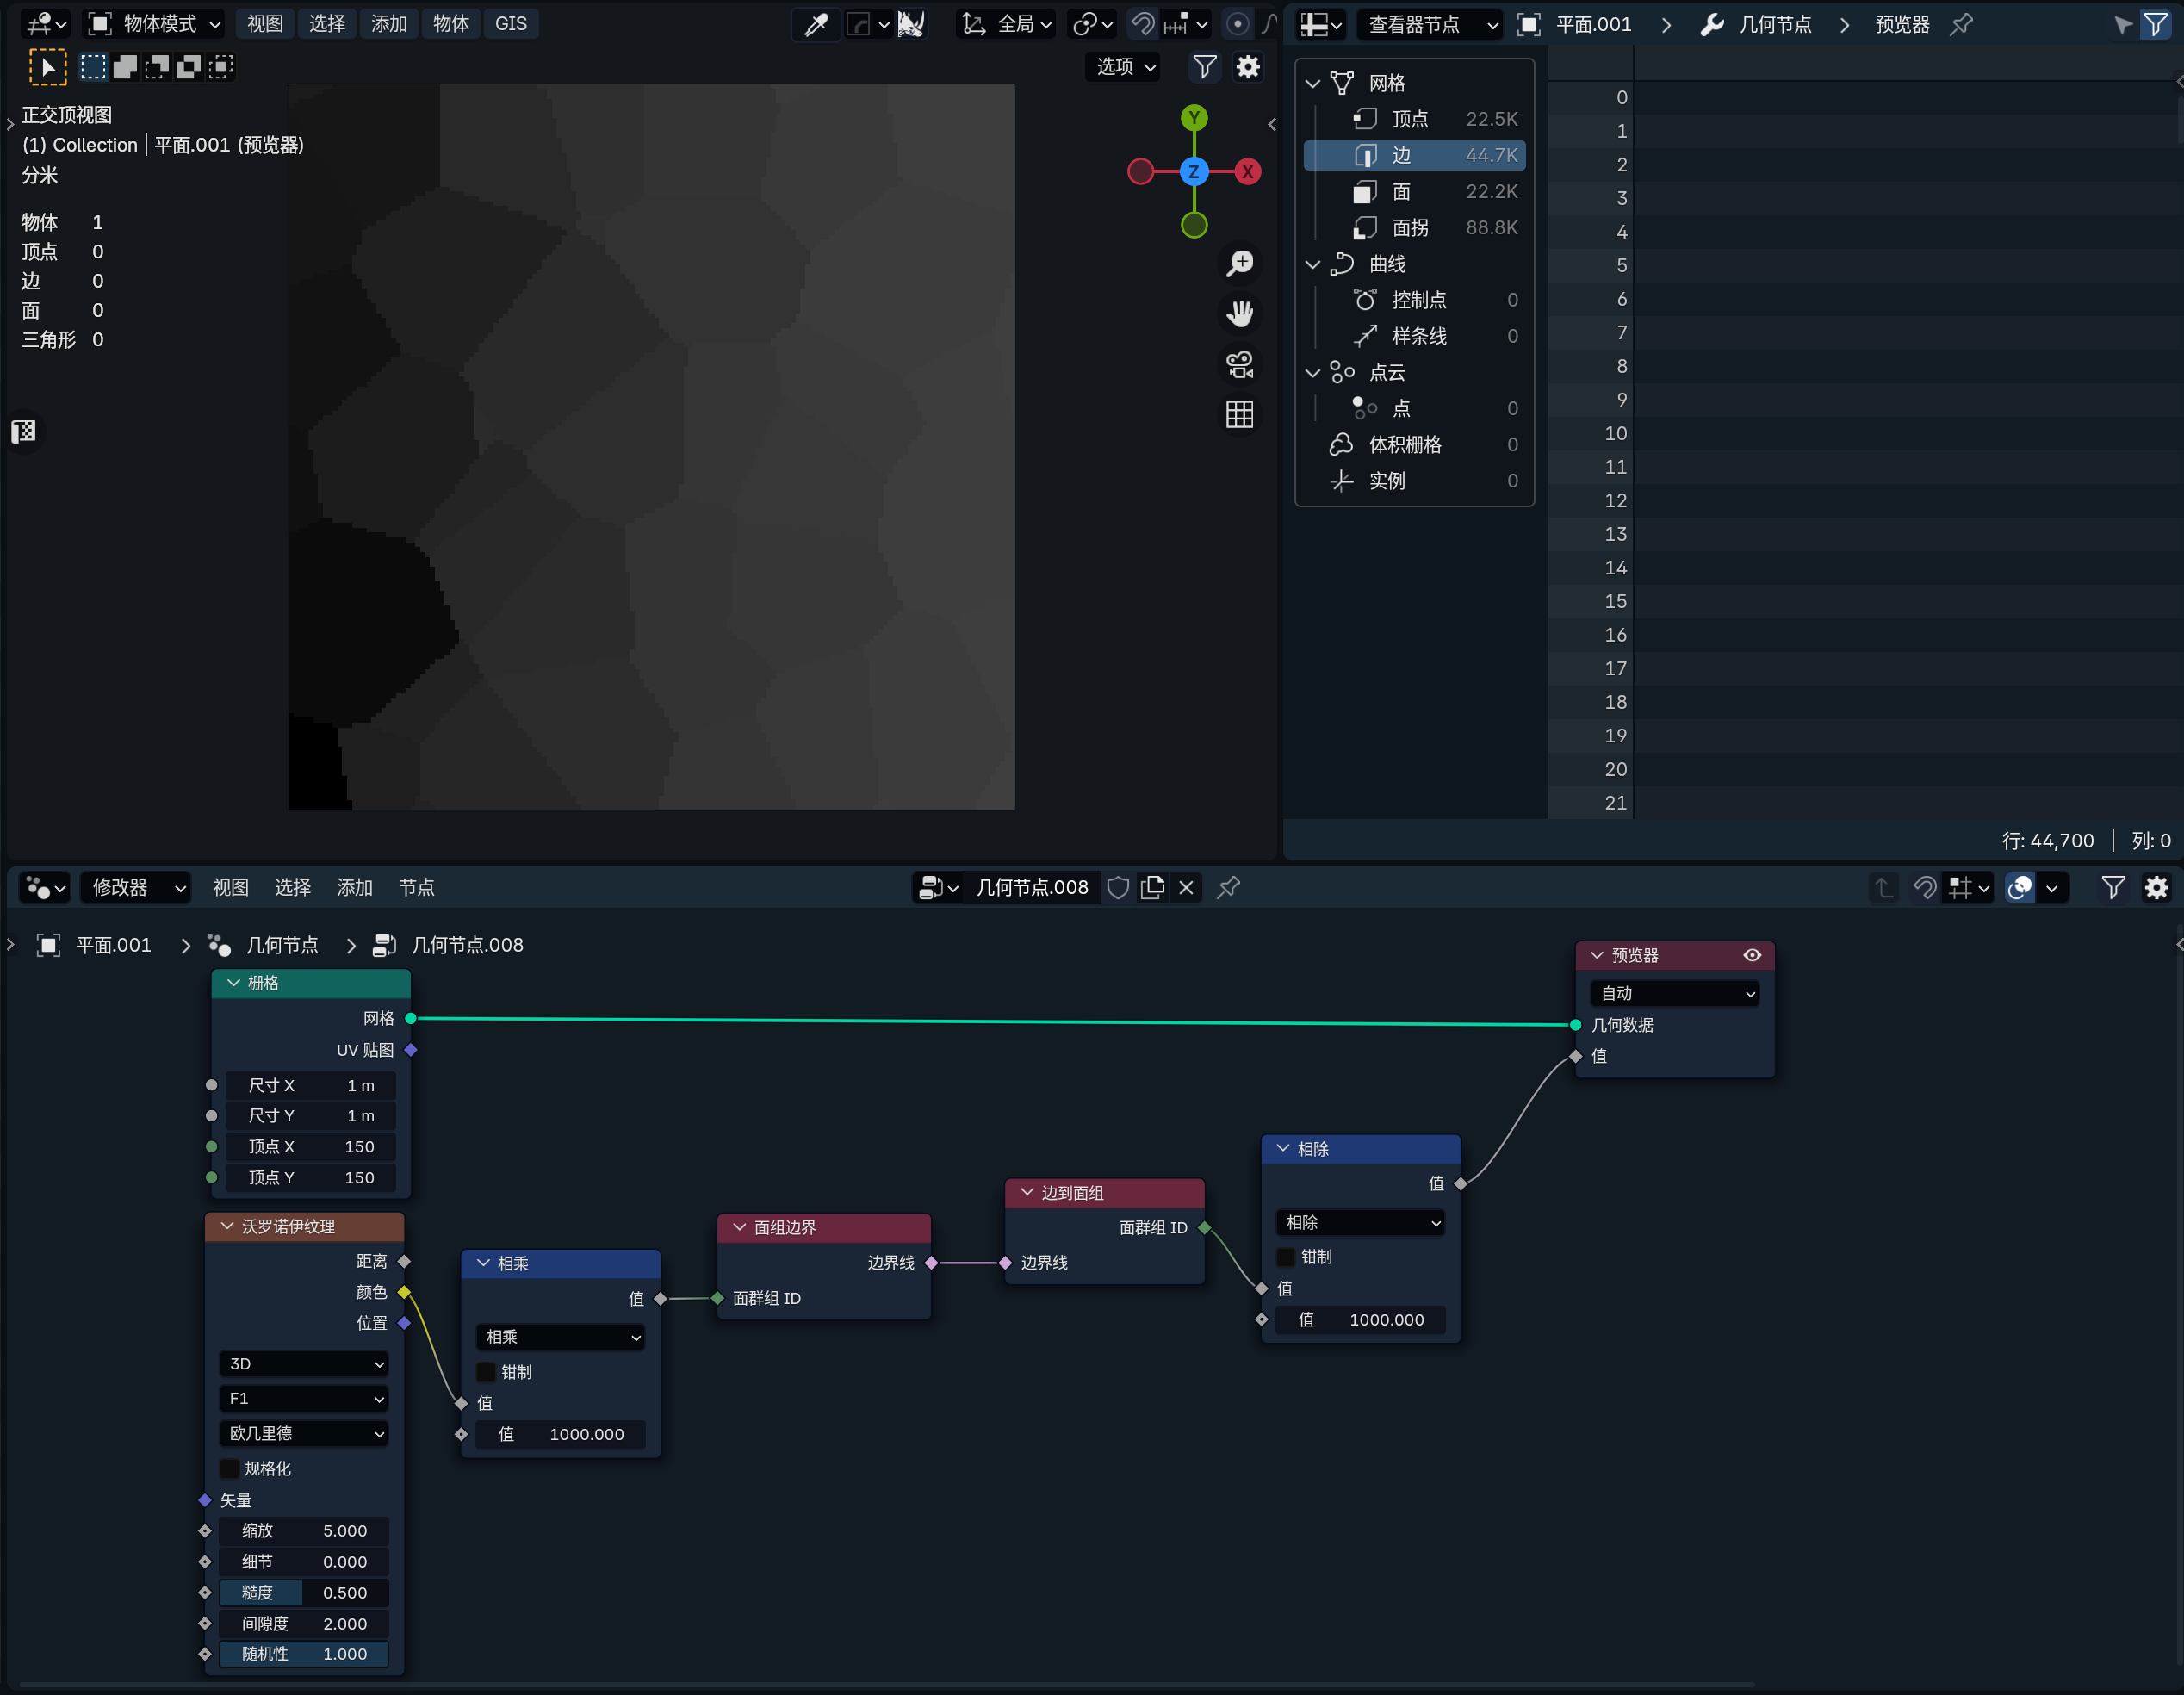 物体模式 视图 选择 添加 物体 GIS 全局
选项
正交顶视图
(1) Collection | 平面.001 (预览器)
分米
物体 1
顶点 0
边 0
面 0
三角形 0
Y
Z
X
查看器节点 平面.001 几何节点 预览器
网格
顶点 22.5K
边 44.7K
面 22.2K
面拐 88.8K
曲线
控制点 0
样条线 0
点云
点 0
体积栅格 0
实例 0
0
1
2
3
4
5
6
7
8
9
10
11
12
13
14
15
16
17
18
19
20
21
行: 44,700 | 列: 0
修改器 视图 选择 添加 节点 几何节点.008
平面.001 几何节点 几何节点.008
栅格
网格
UV 贴图
尺寸 X 1 m
尺寸 Y 1 m
顶点 X 150
顶点 Y 150
沃罗诺伊纹理
距离
颜色
位置
3D
F1
欧几里德
规格化
矢量
缩放 5.000
细节 0.000
糙度 0.500
间隙度 2.000
随机性 1.000
相乘
值
相乘
钳制
值
值 1000.000
面组边界
边界线
面群组 ID
边到面组
面群组 ID
边界线
相除
值
相除
钳制
值
值 1000.000
预览器
自动
几何数据
值